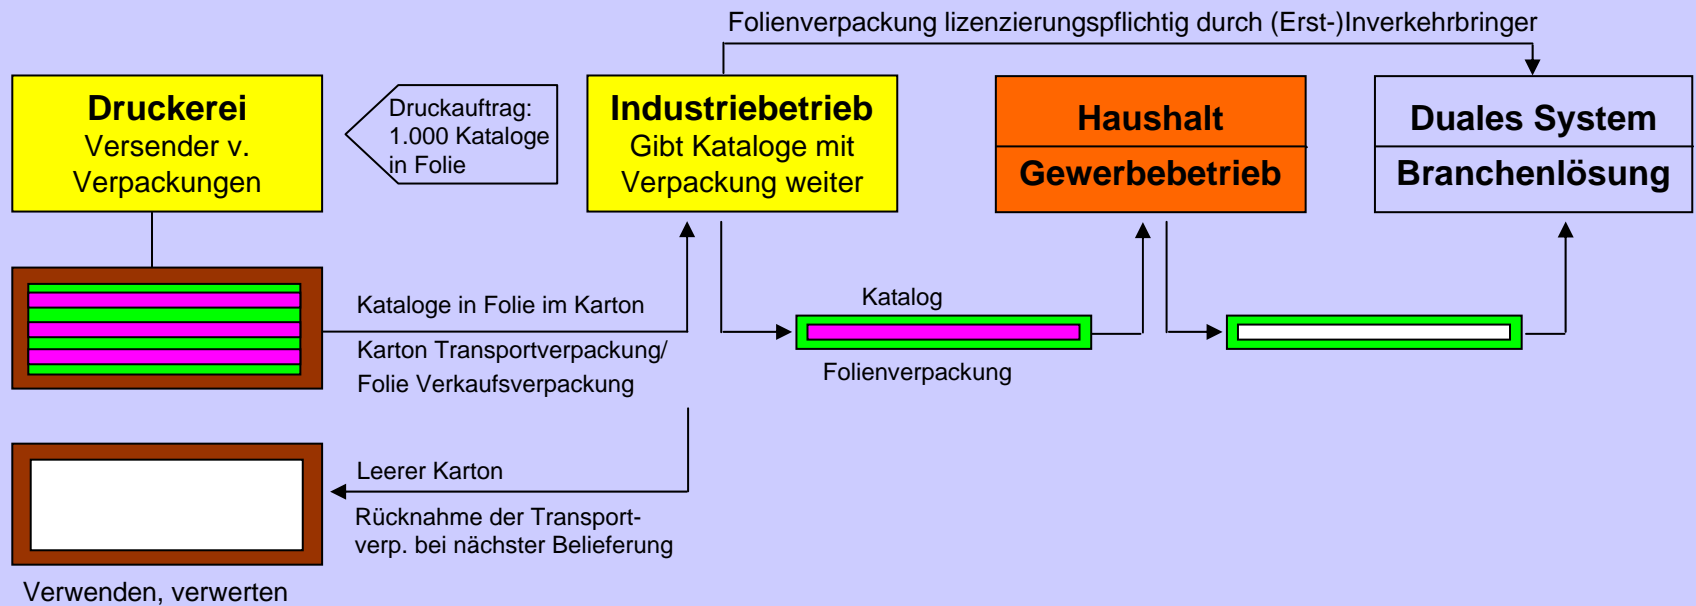 Folienverpackung lizenzierungspflichtig durch (Erst-)Inverkehrbringer
Druckerei
Versender v.
Verpackungen
Druckauftrag:
1.000 Kataloge
in Folie
Industriebetrieb
Gibt Kataloge mit
Verpackung weiter
Haushalt
Gewerbebetrieb
Duales System
Branchenlösung
Kataloge in Folie im Karton
Karton Transportverpackung/
Folie Verkaufsverpackung
Katalog
Folienverpackung
Leerer Karton
Rücknahme der Transport-
verp. bei nächster Belieferung
Verwenden, verwerten